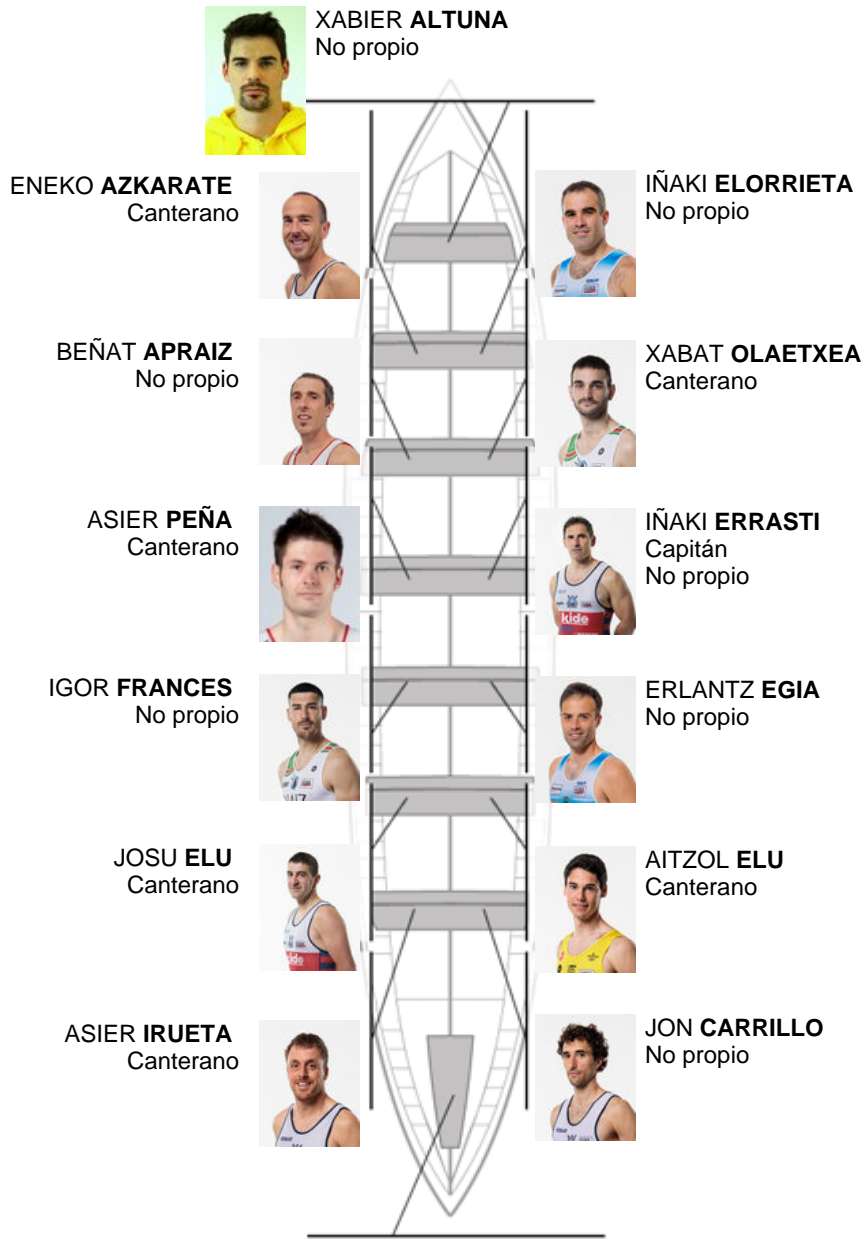 XABIER ALTUNA
No propio
ENEKO AZKARATE
Canterano
IÑAKI ELORRIETA
No propio
BEÑAT APRAIZ
No propio
XABAT OLAETXEA
Canterano
ASIER PEÑA
Canterano
IÑAKI ERRASTI
Capitán
No propio
kide
IGOR FRANCES
No propio
ERLANTZ EGIA
No propio
JOSU ELU
Canterano
kide
AITZOL ELU
Canterano
ASIER IRUETA
Canterano
JON CARRILLO
No propio